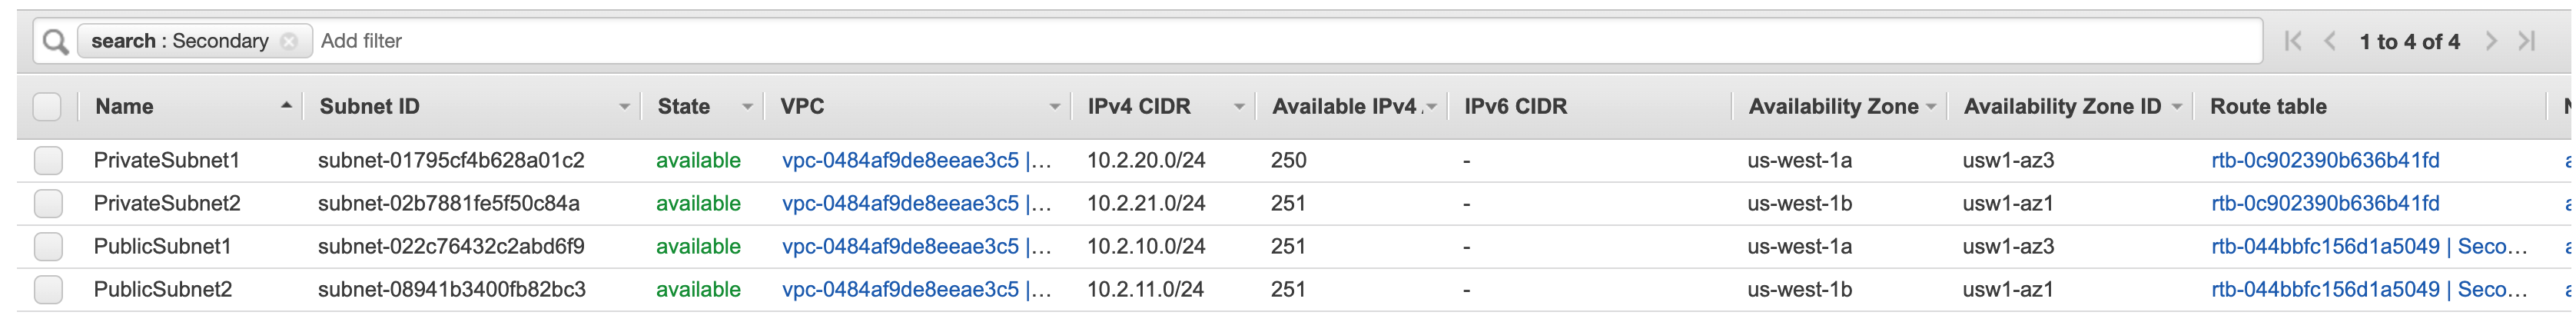 search : Secondary Add filter 1 to 4 of 4
Name Subnet ID State VPC IPv4 CIDR Available IPv4 IPv6 CIDR Availability Zone Availability Zone ID Route table
PrivateSubnet1 subnet-01795cf4b628a01c2 available vpc-0484af9de8eeae3c5 |... 10.2.20.0/24 250 - us-west-1a usw1-az3 rtb-0c902390b636b41fd
PrivateSubnet2 subnet-02b7881fe5f50c84a available vpc-0484af9de8eeae3c5 |... 10.2.21.0/24 251 - us-west-1b usw1-az1 rtb-0c902390b636b41fd
PublicSubnet1 subnet-022c76432c2abd6f9 available vpc-0484af9de8eeae3c5 |... 10.2.10.0/24 251 - us-west-1a usw1-az3 rtb-044bbfc156d1a5049 | Seco...
PublicSubnet2 subnet-08941b3400fb82bc3 available vpc-0484af9de8eeae3c5 |... 10.2.11.0/24 251 - us-west-1b usw1-az1 rtb-044bbfc156d1a5049 | Seco...